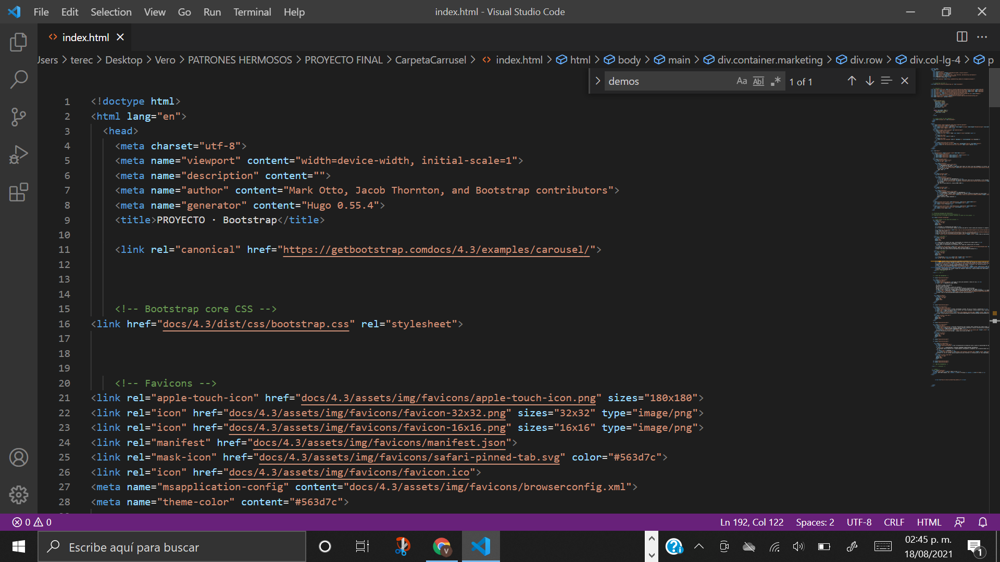 File Edit Selection View Go Run Terminal Help
index.html - Visual Studio Code
index.html
Users > terec > Desktop > Vero > PATRONES HERMOSOS > PROYECTO FINAL > CarpetaCarrusel > index.html > html > body > main > div.container.marketing > div.row > div.col-lg-4 > p
demos Aa Abl .* 1 of 1
1 <!doctype html>
2 <html lang="en">
3 <head>
4 <meta charset="utf-8">
5 <meta name="viewport" content="width=device-width, initial-scale=1">
6 <meta name="description" content="">
7 <meta name="author" content="Mark Otto, Jacob Thornton, and Bootstrap contributors">
8 <meta name="generator" content="Hugo 0.55.4">
9 <title>PROYECTO · Bootstrap</title>
10
11 <link rel="canonical" href="https://getbootstrap.comdocs/4.3/examples/carousel/">
12
13
14
15 <!-- Bootstrap core CSS -->
16 <link href="docs/4.3/dist/css/bootstrap.css" rel="stylesheet">
17
18
19
20 <!-- Favicons -->
21 <link rel="apple-touch-icon" href="docs/4.3/assets/img/favicons/apple-touch-icon.png" sizes="180x180">
22 <link rel="icon" href="docs/4.3/assets/img/favicons/favicon-32x32.png" sizes="32x32" type="image/png">
23 <link rel="icon" href="docs/4.3/assets/img/favicons/favicon-16x16.png" sizes="16x16" type="image/png">
24 <link rel="manifest" href="docs/4.3/assets/img/favicons/manifest.json">
25 <link rel="mask-icon" href="docs/4.3/assets/img/favicons/safari-pinned-tab.svg" color="#563d7c">
26 <link rel="icon" href="docs/4.3/assets/img/favicons/favicon.ico">
27 <meta name="msapplication-config" content="docs/4.3/assets/img/favicons/browserconfig.xml">
28 <meta name="theme-color" content="#563d7c">
0 0
Ln 192, Col 122 Spaces: 2 UTF-8 CRLF HTML
Escribe aquí para buscar
V
02:45 p. m.
18/08/2021
1